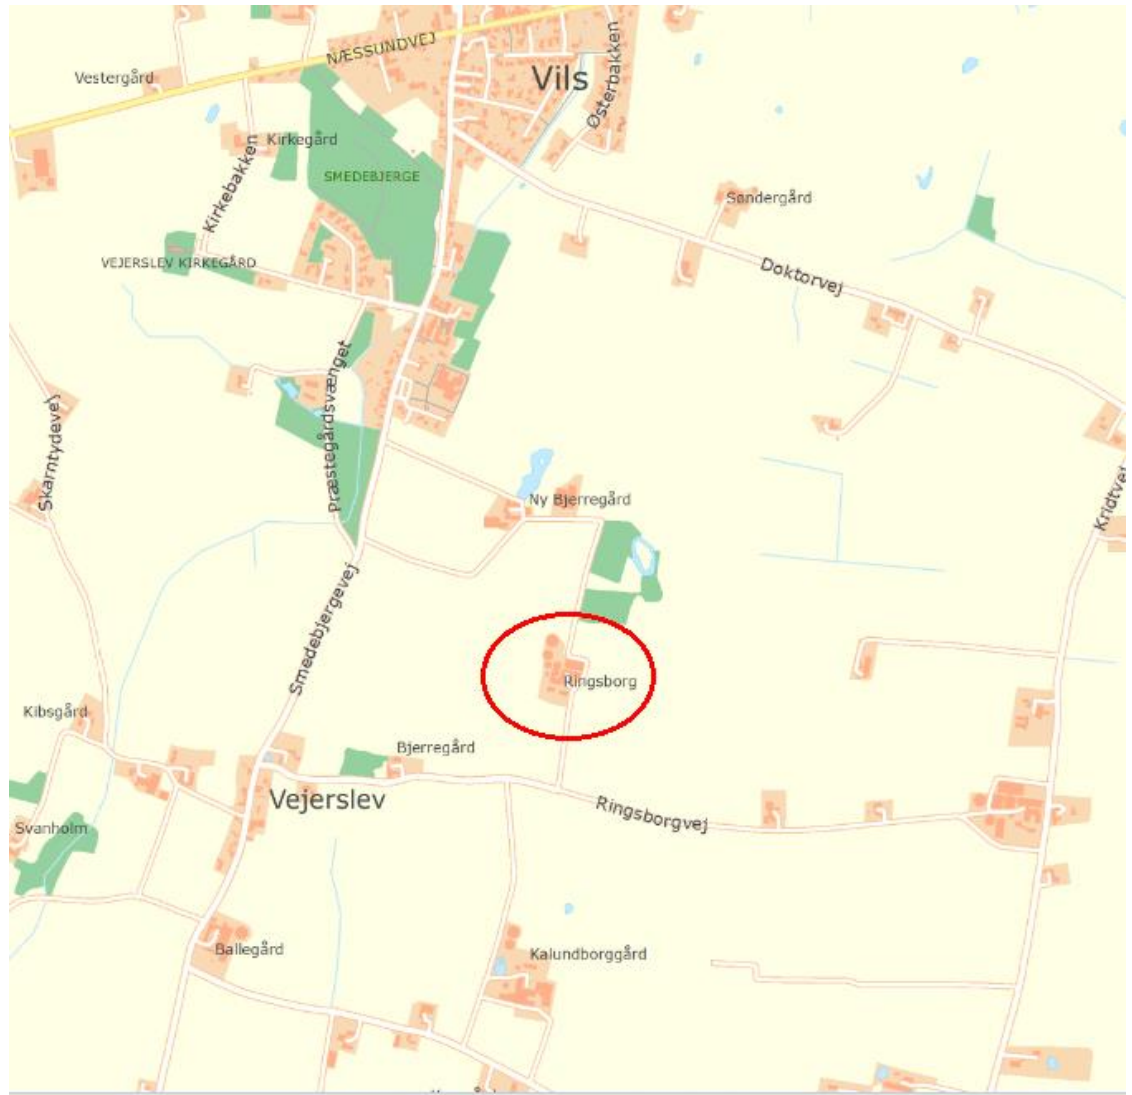 NÆSSUNDVEJ
Vils
Vestergård
Østerbakken
Kirkegård
Kirkebakken
SMEDEBJERGE
Søndergård
VEJERSLEV KIRKEGÅRD
Doktorvej
Præstegårdsvænget
Skarntydevej
Ny Bjerregård
Kridtvej
Smedebjergevej
Ringsborg
Kibsgård
Bjerregård
Vejerslev
Ringsborgvej
Svanholm
Ballegård
Kalundborggård